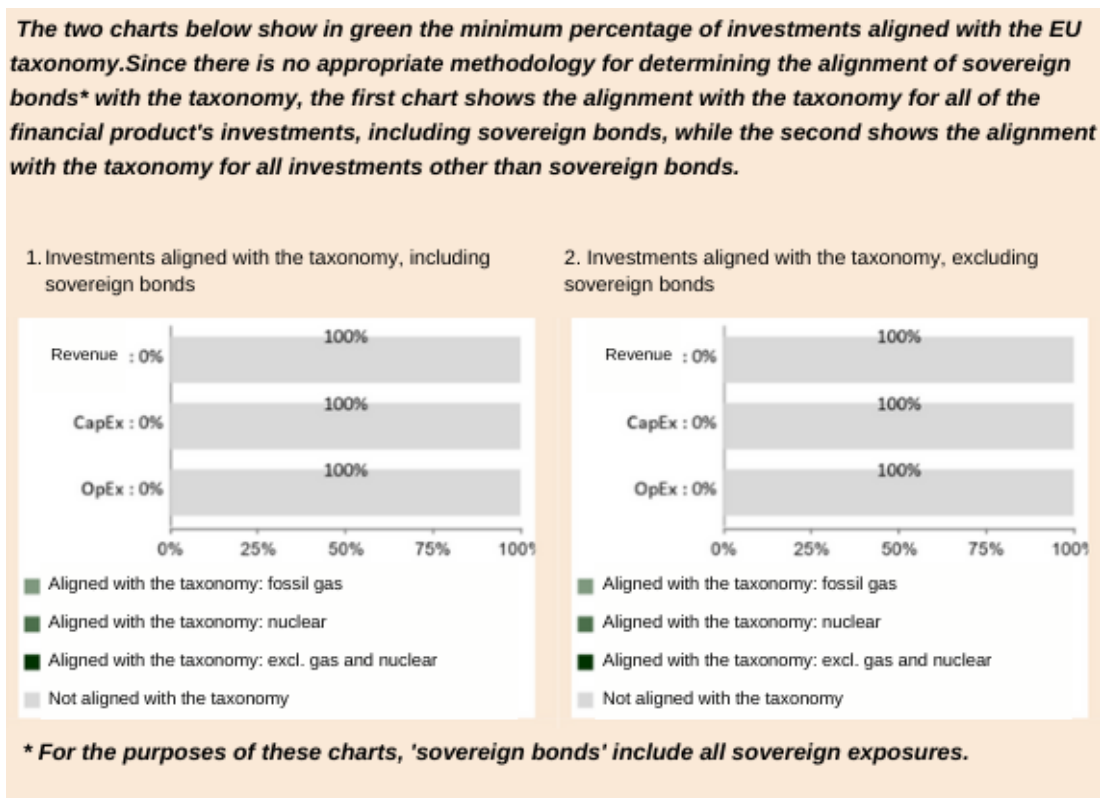 The two charts below show in green the minimum percentage of investments aligned with the EU
taxonomy.Since there is no appropriate methodology for determining the alignment of sovereign
bonds* with the taxonomy, the first chart shows the alignment with the taxonomy for all of the
financial product's investments, including sovereign bonds, while the second shows the alignment
with the taxonomy for all investments other than sovereign bonds.
1. Investments aligned with the taxonomy, including
sovereign bonds
100%
Revenue : 0%
100%
CapEx : 0%
100%
OpEx : 0%
0% 25% 50% 75% 100%
Aligned with the taxonomy: fossil gas
Aligned with the taxonomy: nuclear
Aligned with the taxonomy: excl. gas and nuclear
Not aligned with the taxonomy
2. Investments aligned with the taxonomy, excluding
sovereign bonds
100%
Revenue : 0%
100%
CapEx : 0%
100%
OpEx : 0%
0% 25% 50% 75% 100%
Aligned with the taxonomy: fossil gas
Aligned with the taxonomy: nuclear
Aligned with the taxonomy: excl. gas and nuclear
Not aligned with the taxonomy
* For the purposes of these charts, 'sovereign bonds' include all sovereign exposures.